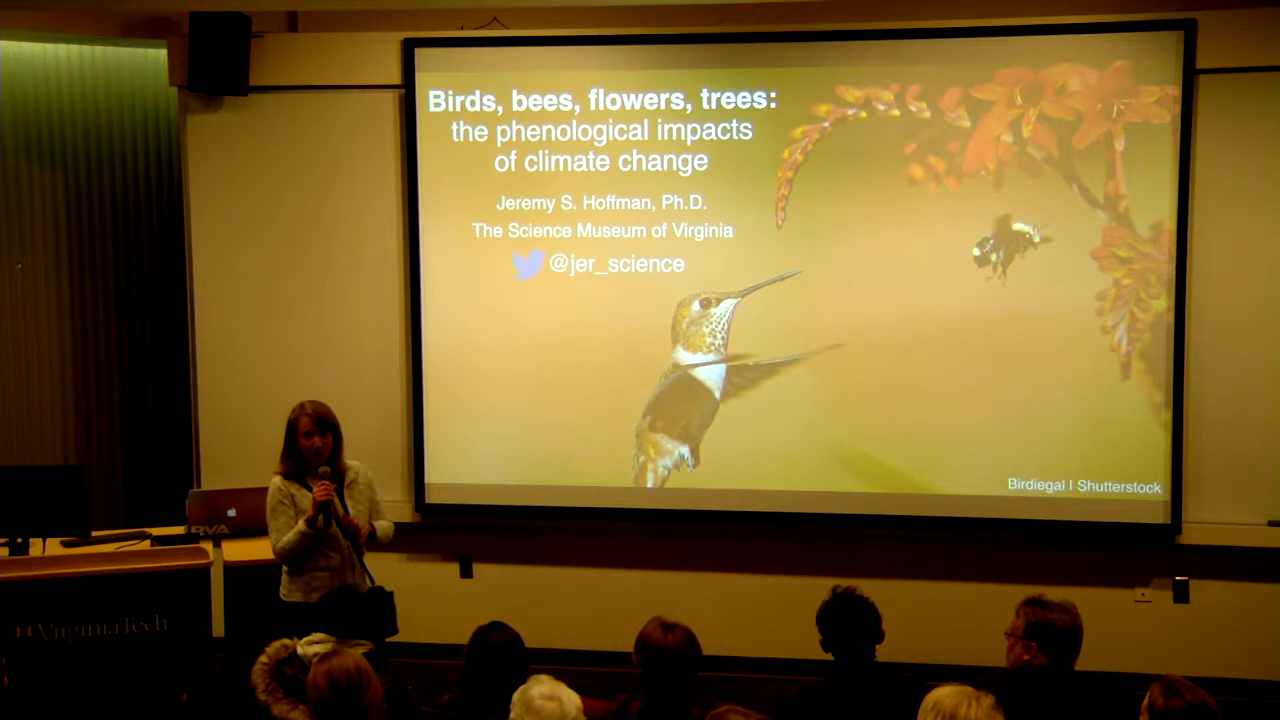 Birds, bees, flowers, trees:
the phenological impacts
of climate change
Jeremy S. Hoffman, Ph.D.
The Science Museum of Virginia
@jer_science
Birdiegal | Shutterstock
RVA
VirginiaTech